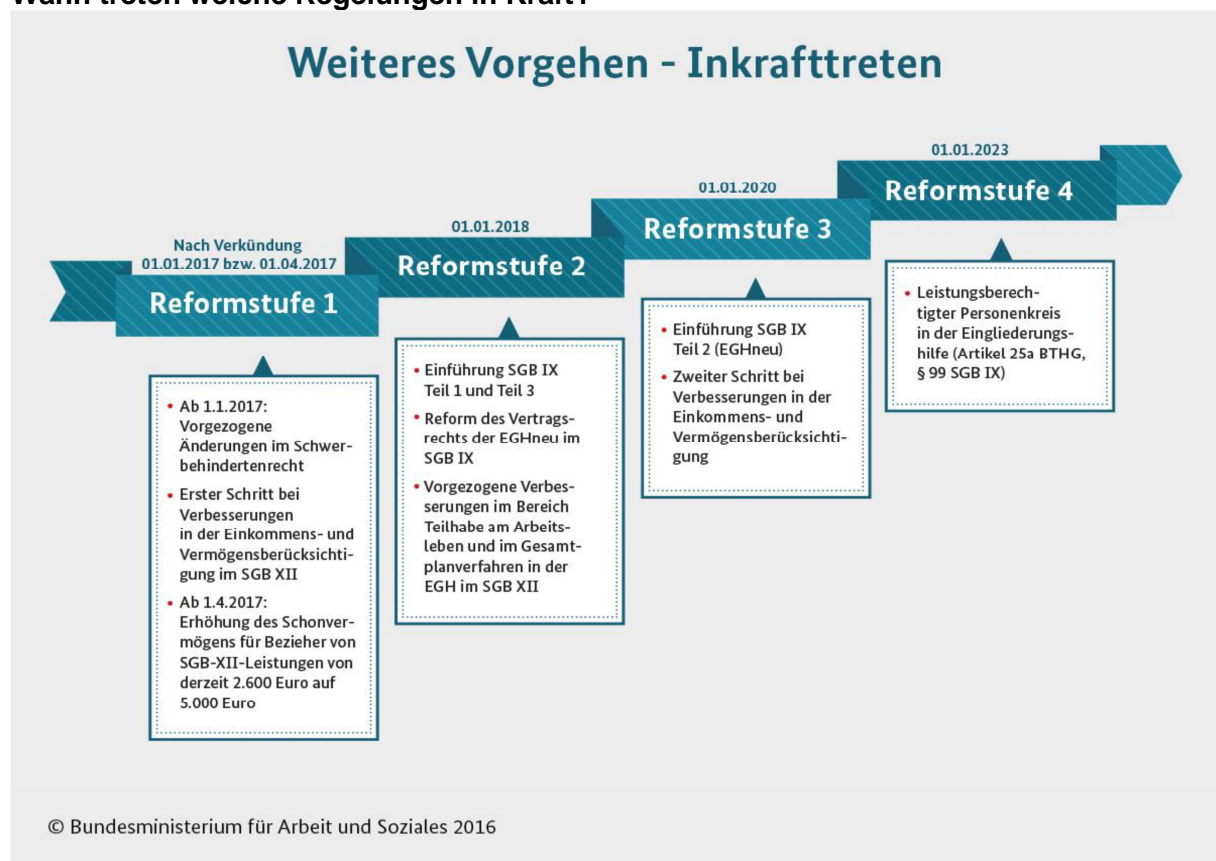 Wann treten welche Regelungen in Kraft?
Weiteres Vorgehen - Inkrafttreten
Nach Verkündung
01.01.2017 bzw. 01.04.2017
Reformstufe 1
• Ab 1.1.2017:
Vorgezogene
Änderungen im Schwer-
behindertenrecht
• Erster Schritt bei
Verbesserungen
in der Einkommens- und
Vermögensberücksichti-
gung im SGB XII
• Ab 1.4.2017:
Erhöhung des Schonver-
mögens für Bezieher von
SGB-XII-Leistungen von
derzeit 2.600 Euro auf
5.000 Euro
01.01.2018
Reformstufe 2
• Einführung SGB IX
Teil 1 und Teil 3
• Reform des Vertrags-
rechts der EGHneu im
SGB IX
• Vorgezogene Verbes-
serungen im Bereich
Teilhabe am Arbeits-
leben und im Gesamt-
planverfahren in der
EGH im SGB XII
01.01.2020
Reformstufe 3
• Einführung SGB IX
Teil 2 (EGHneu)
• Zweiter Schritt bei
Verbesserungen in der
Einkommens- und
Vermögensberücksichti-
gung
01.01.2023
Reformstufe 4
• Leistungsberech-
tigter Personenkreis
in der Eingliederungs-
hilfe (Artikel 25a BTHG,
§ 99 SGB IX)
© Bundesministerium für Arbeit und Soziales 2016